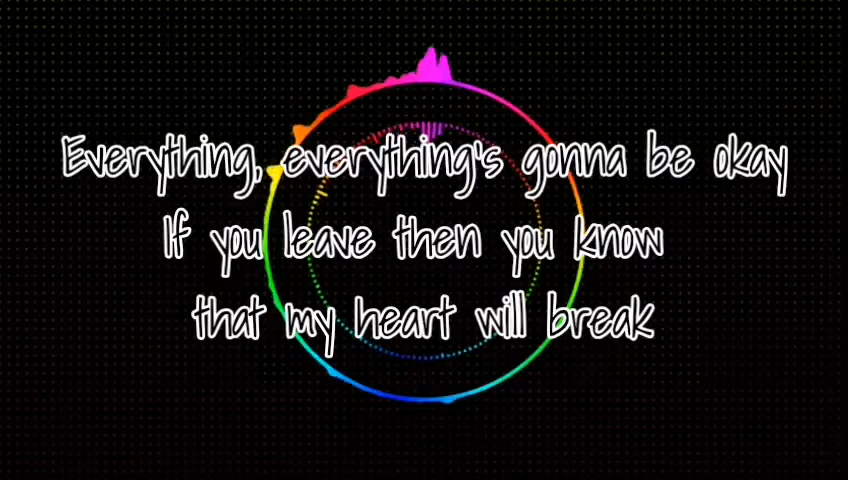 Everything, everything's gonna be okay
If you leave then you know
that my heart will break